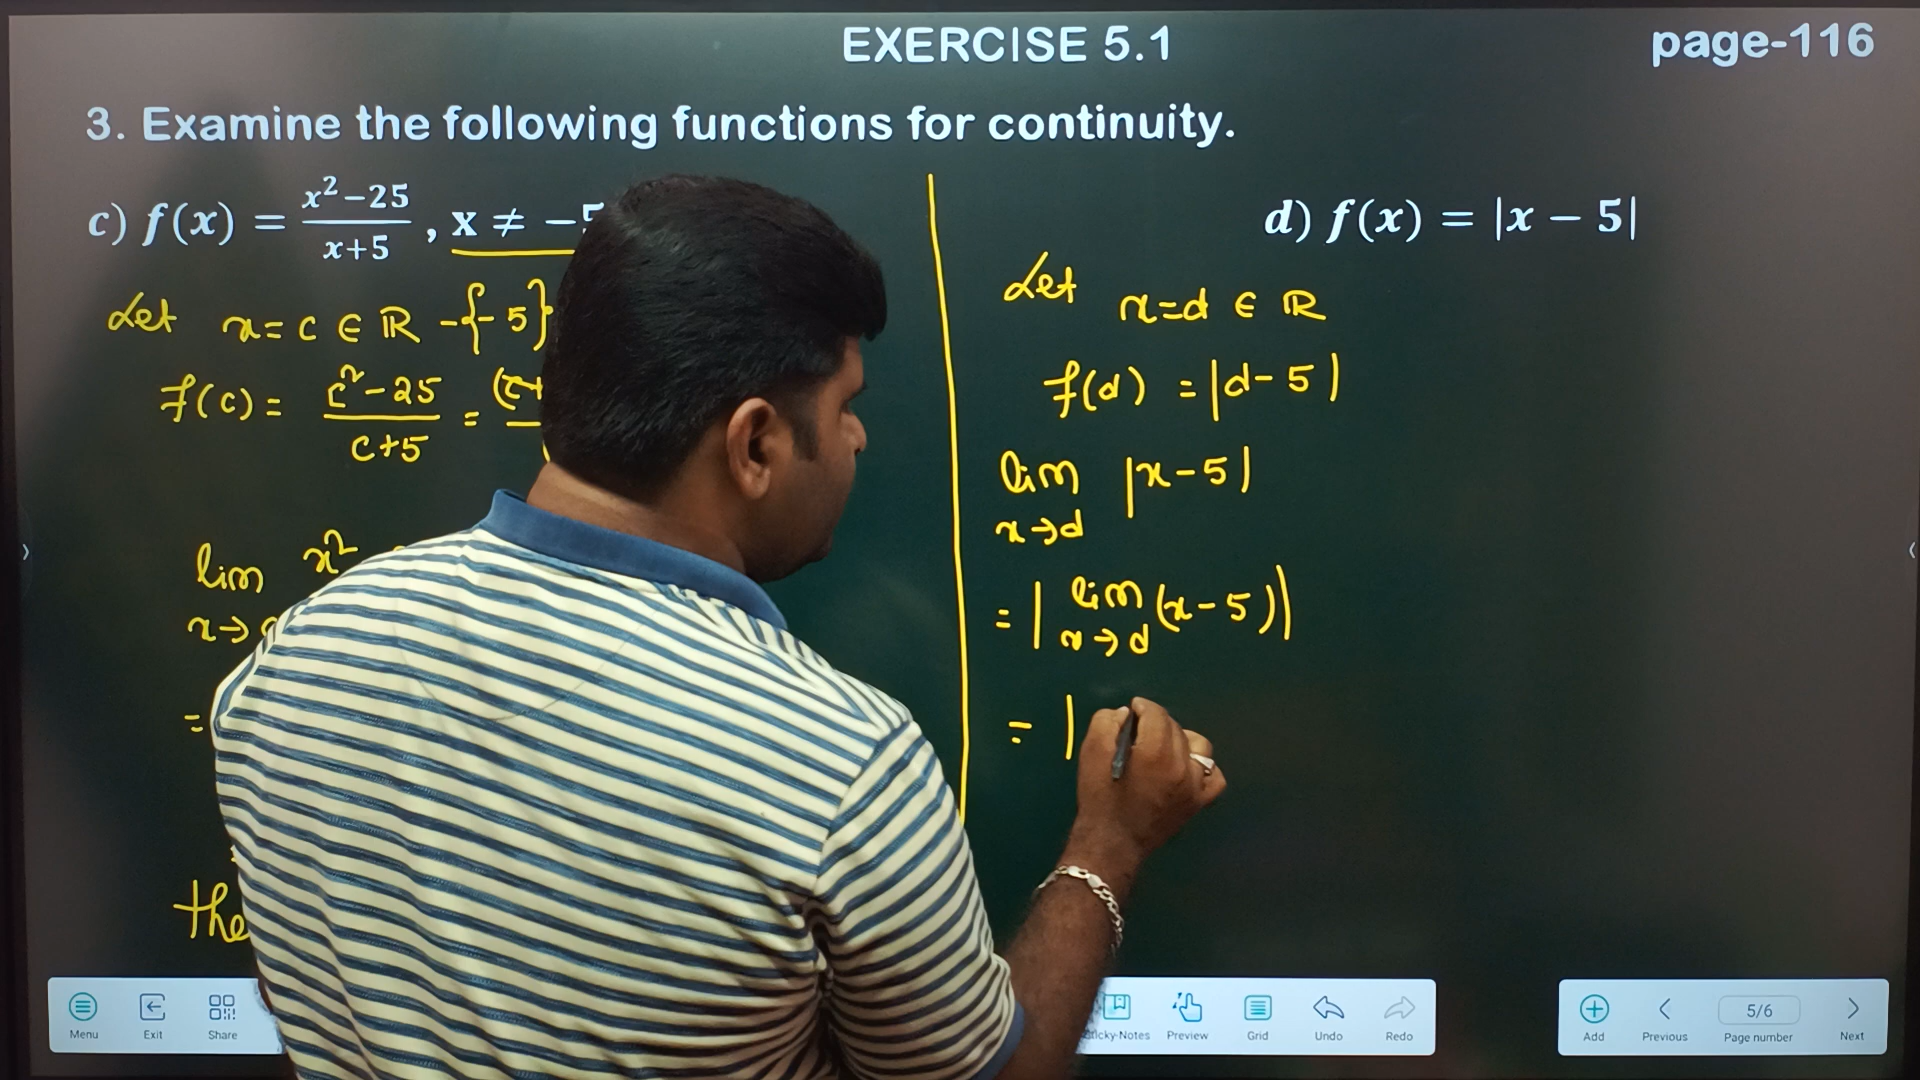 EXERCISE 5.1
page-116
3. Examine the following functions for continuity.
c) f(x) = (x²−25)/(x+5) , x ≠ −5
Let x = c ∈ ℝ -{-5}
f(c) = (c²-25)/(c+5) = (c+
lim x²
x→
=
the
d) f(x) = |x − 5|
Let x=d ∈ ℝ
f(d) = |d-5|
lim |x-5|
x→d
= | lim (x-5)|
x→d
= |
Menu
Exit
Share
Sticky-Notes
Preview
Grid
Undo
Redo
Add
Previous
5/6
Page number
Next